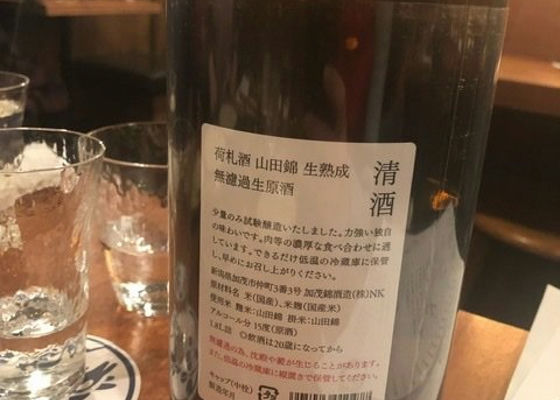 荷札酒 山田錦 生熟成
無濾過生原酒
清酒
少量のみ試験醸造いたしました。力強い独自
の味わいです。肉等の濃厚な食べ合わせに適
しています。できるだけ低温の冷蔵庫に保管
し、早めにお召し上がりください。
新潟県加茂市仲町3番3号 加茂錦酒造(株)NK
原材料名 米(国産)、米麹(国産米)
使用米 麹米:山田錦 掛米:山田錦
アルコール分 15度(原酒)
1.8L詰 ◎飲酒は20歳になってから
無濾過の為、沈殿や濁が生じることがあります。
また、低温の冷蔵庫に縦置きで保管してください。
キャップ(中栓)
製造年月